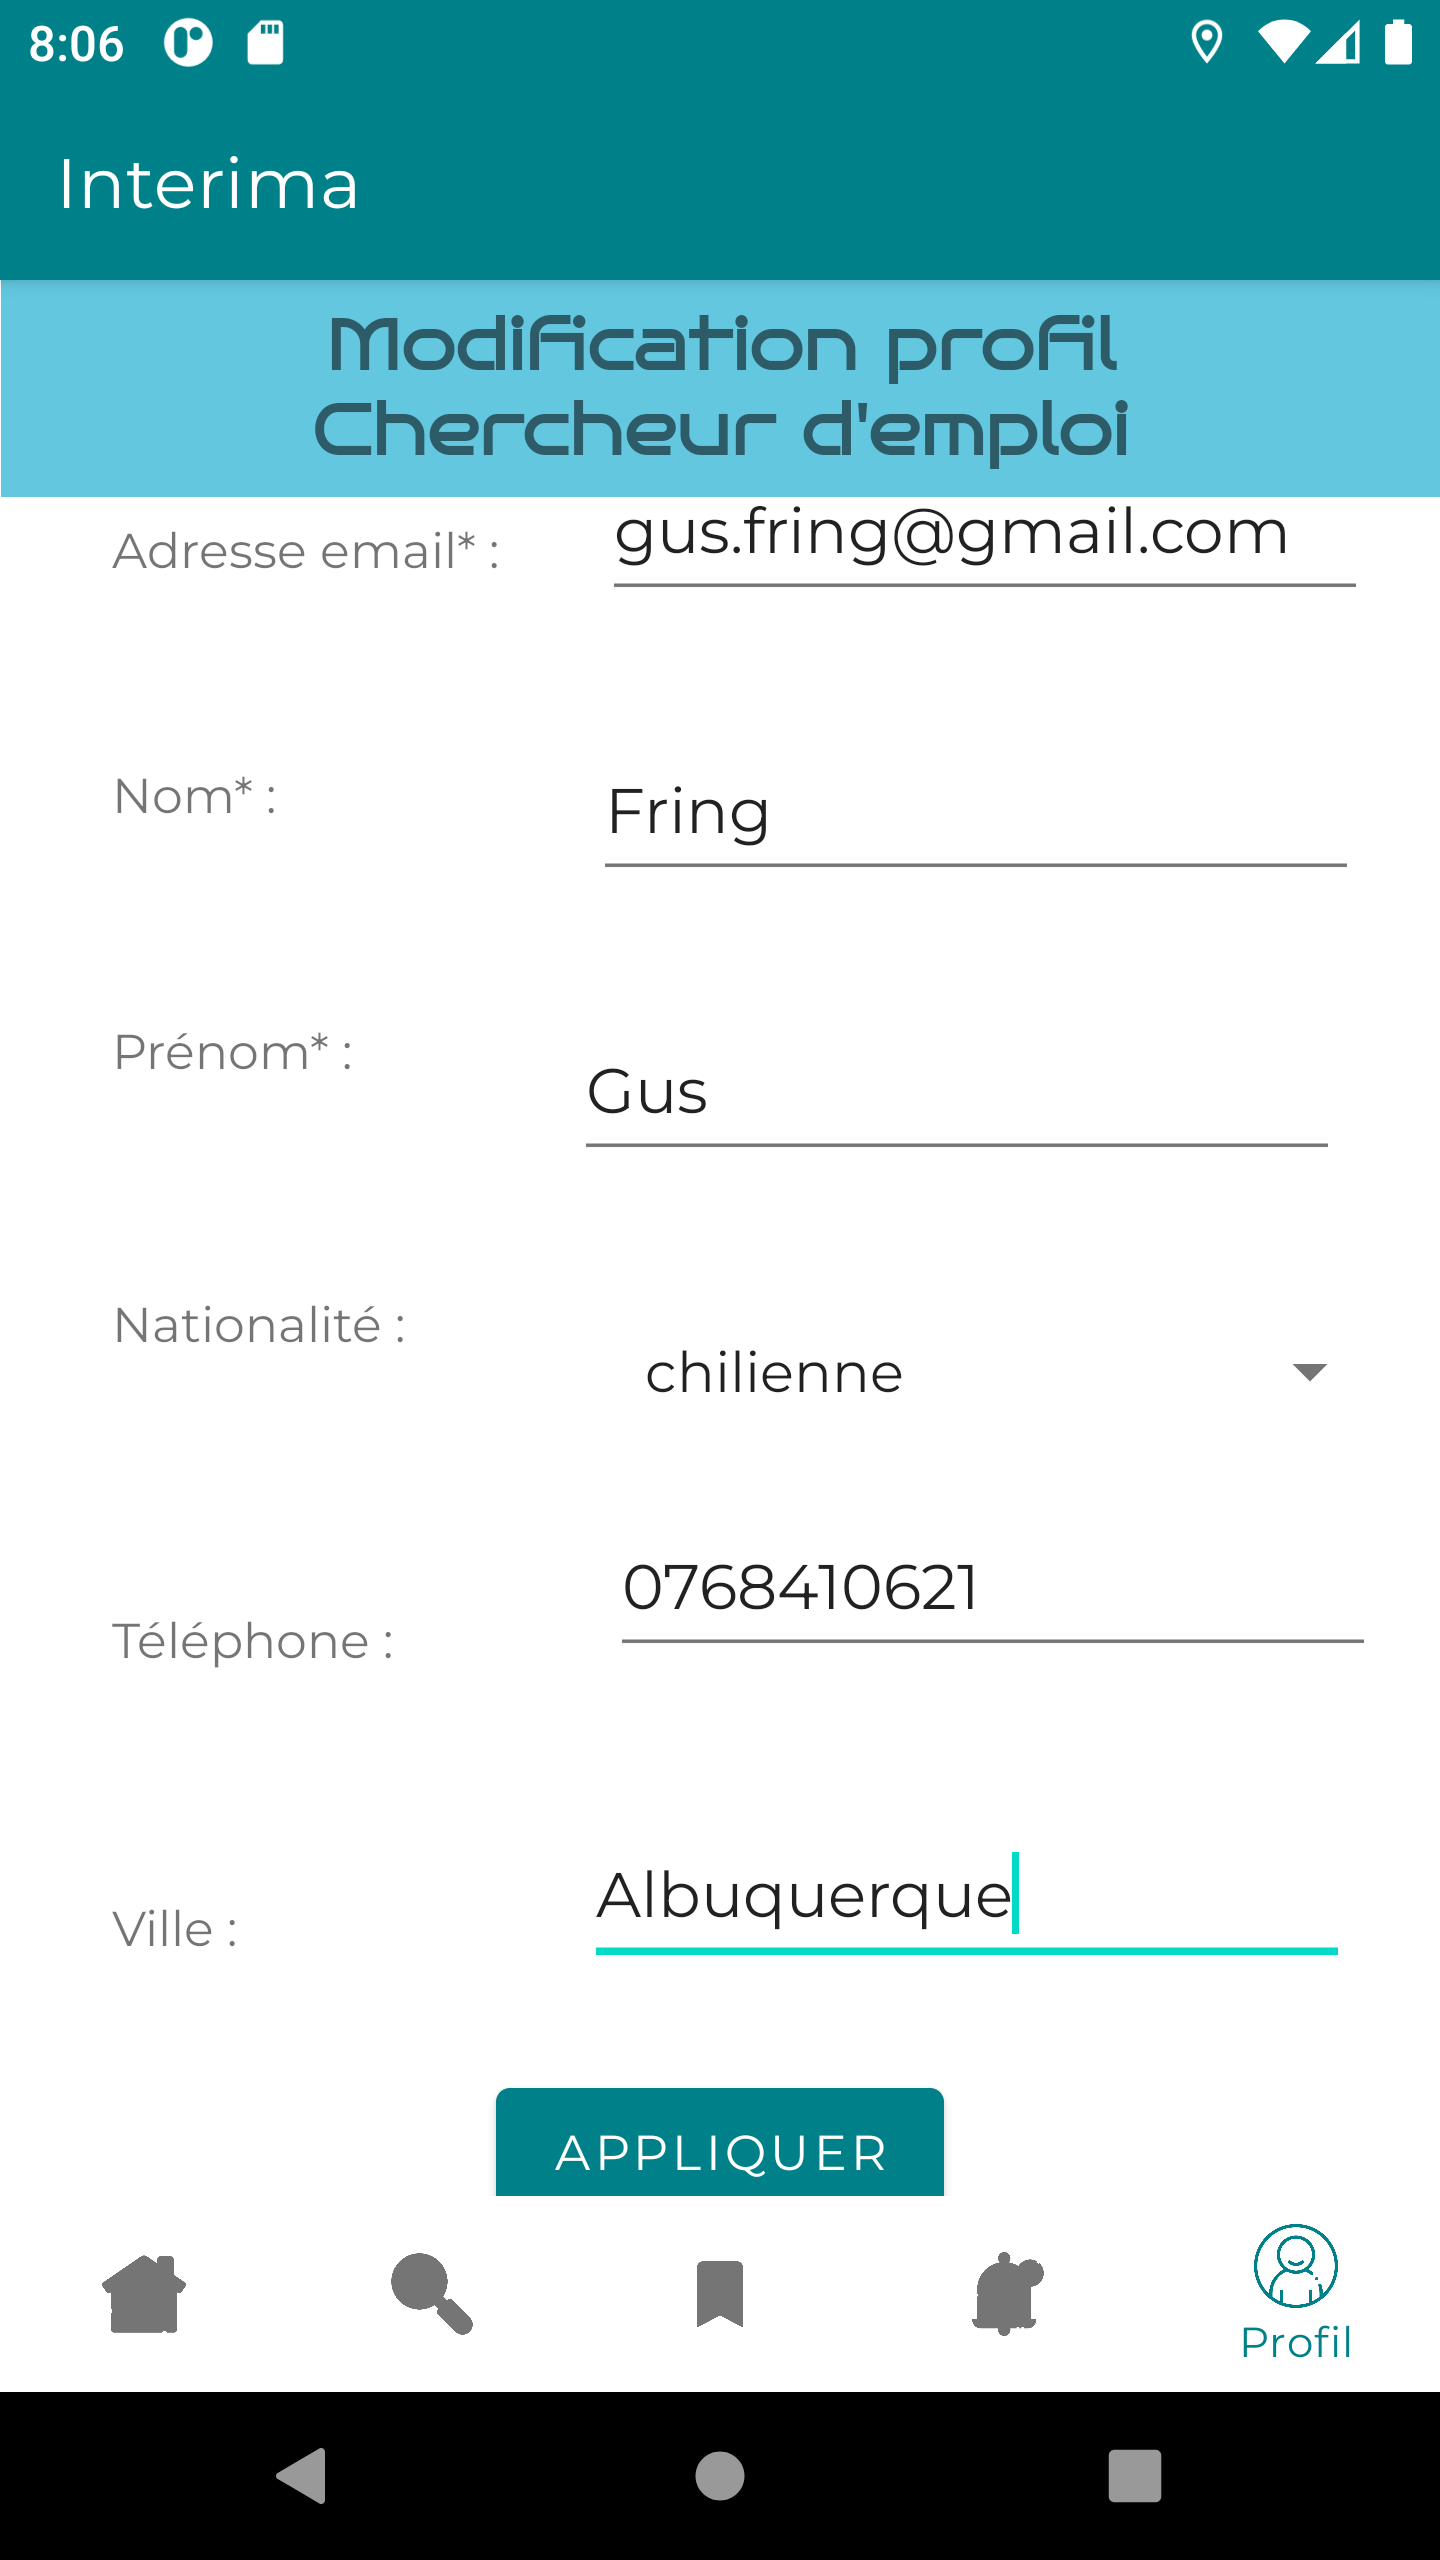 8:06
Interima
Modification profil
Chercheur d'emploi
Adresse email* :
gus.fring@gmail.com
Nom* :
Fring
Prénom* :
Gus
Nationalité :
chilienne
Téléphone :
0768410621
Ville :
Albuquerque
APPLIQUER
Profil